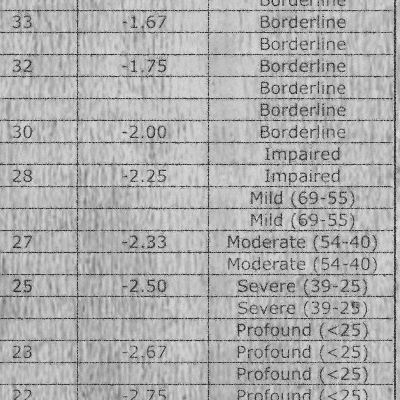 Borderline
33 -1.67 Borderline
Borderline
32 -1.75 Borderline
Borderline
Borderline
30 -2.00 Borderline
Impaired
28 -2.25 Impaired
Mild (69-55)
Mild (69-55)
27 -2.33 Moderate (54-40)
Moderate (54-40)
25 -2.50 Severe (39-25)
Severe (39-25)
Profound (<25)
23 -2.67 Profound (<25)
Profound (<25)
22 -2.75 Profound (<25)